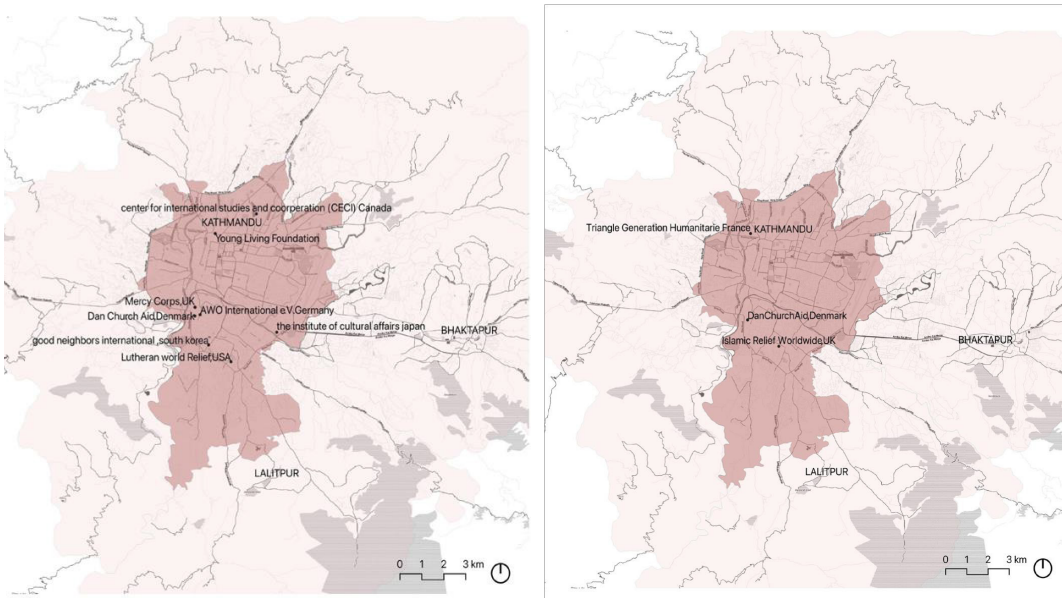 center for international studies and coorperation (CECI) Canada
KATHMANDU
Young Living Foundation
Mercy Corps,UK
AWO International e.V.Germany
Dan Church Aid,Denmark
the institute of cultural affairs japan
BHAKTAPUR
good neighbors international ,south korea
Lutheran world Relief,USA
LALITPUR
0 1 2 3 km
Triangle Generation Humanitarie France
KATHMANDU
DanChurchAid,Denmark
Islamic Relief Worldwide,UK
BHAKTAPUR
LALITPUR
0 1 2 3 km